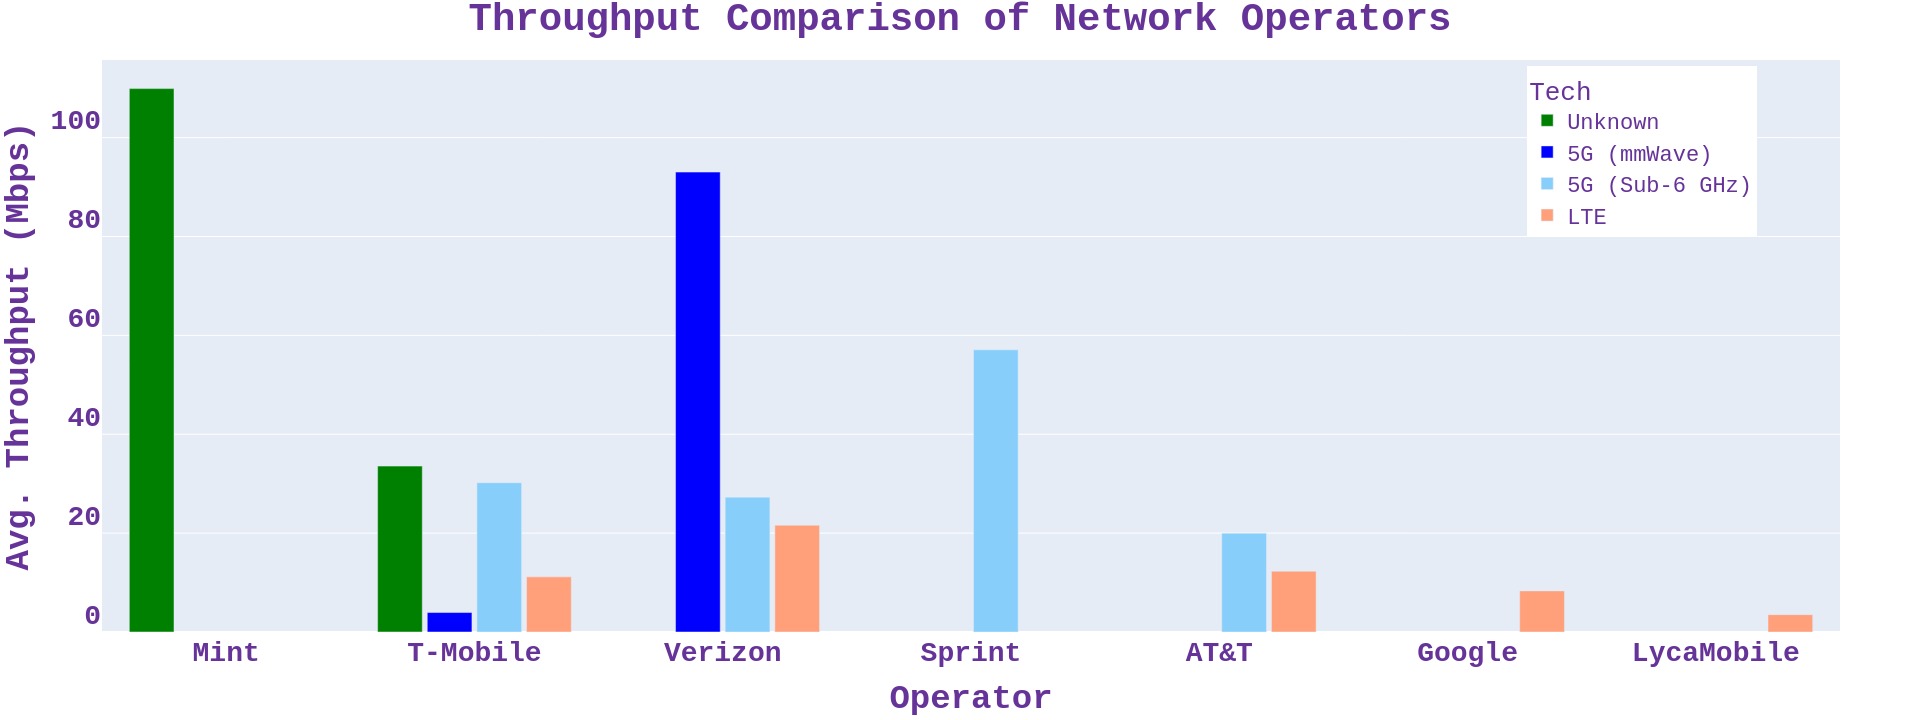 Throughput Comparison of Network Operators
Avg. Throughput (Mbps)
100
80
60
40
20
0
Tech
Unknown
5G (mmWave)
5G (Sub-6 GHz)
LTE
Mint T-Mobile Verizon Sprint AT&T Google LycaMobile
Operator